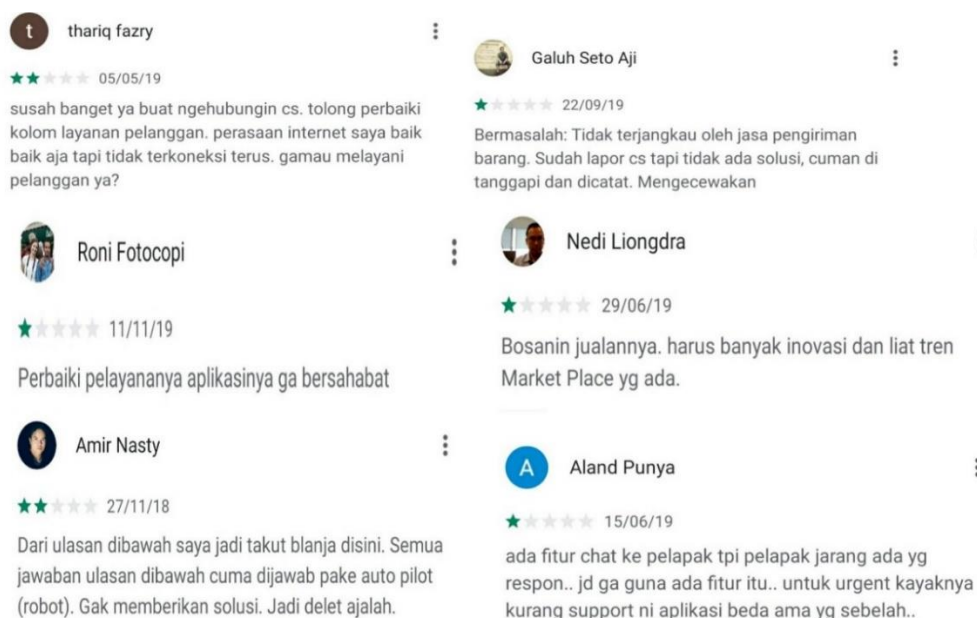 t
thariq fazry
05/05/19
susah banget ya buat ngehubungin cs. tolong perbaiki
kolom layanan pelanggan. perasaan internet saya baik
baik aja tapi tidak terkoneksi terus. gamau melayani
pelanggan ya?
Galuh Seto Aji
22/09/19
Bermasalah: Tidak terjangkau oleh jasa pengiriman
barang. Sudah lapor cs tapi tidak ada solusi, cuman di
tanggapi dan dicatat. Mengecewakan
Roni Fotocopi
11/11/19
Perbaiki pelayananya aplikasinya ga bersahabat
Nedi Liongdra
29/06/19
Bosanin jualannya. harus banyak inovasi dan liat tren
Market Place yg ada.
Amir Nasty
27/11/18
Dari ulasan dibawah saya jadi takut blanja disini. Semua
jawaban ulasan dibawah cuma dijawab pake auto pilot
(robot). Gak memberikan solusi. Jadi delet ajalah.
A
Aland Punya
15/06/19
ada fitur chat ke pelapak tpi pelapak jarang ada yg
respon.. jd ga guna ada fitur itu.. untuk urgent kayaknya
kurang support ni aplikasi beda ama yg sebelah..